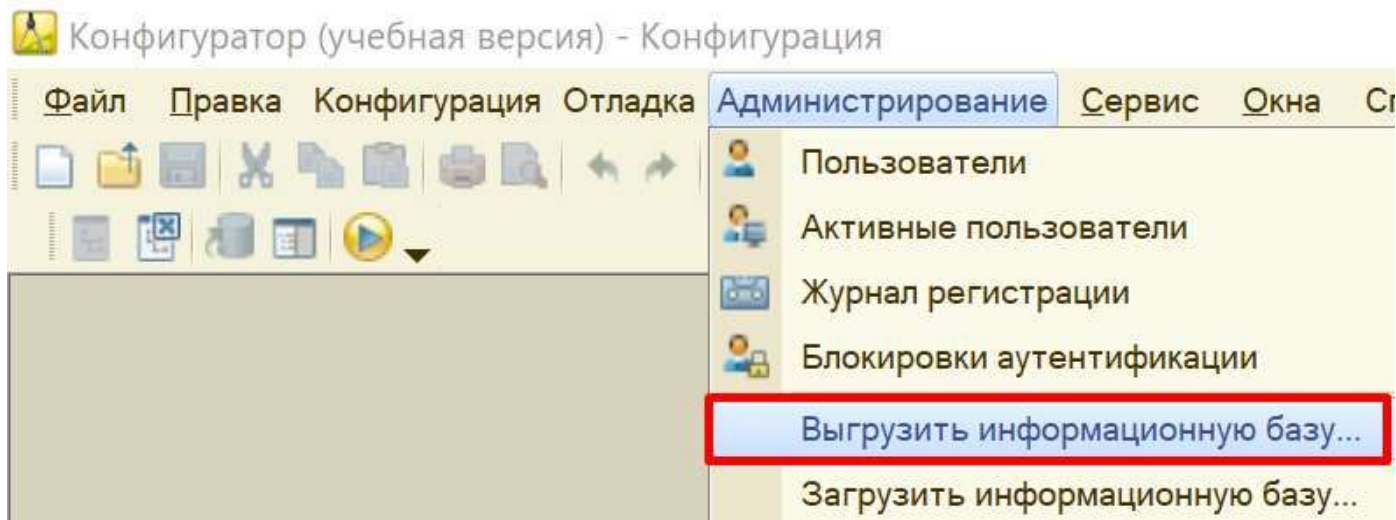 Конфигуратор (учебная версия) - Конфигурация
Файл Правка Конфигурация Отладка Администрирование Сервис Окна
Пользователи
Активные пользователи
Журнал регистрации
Блокировки аутентификации
Выгрузить информационную базу...
Загрузить информационную базу...